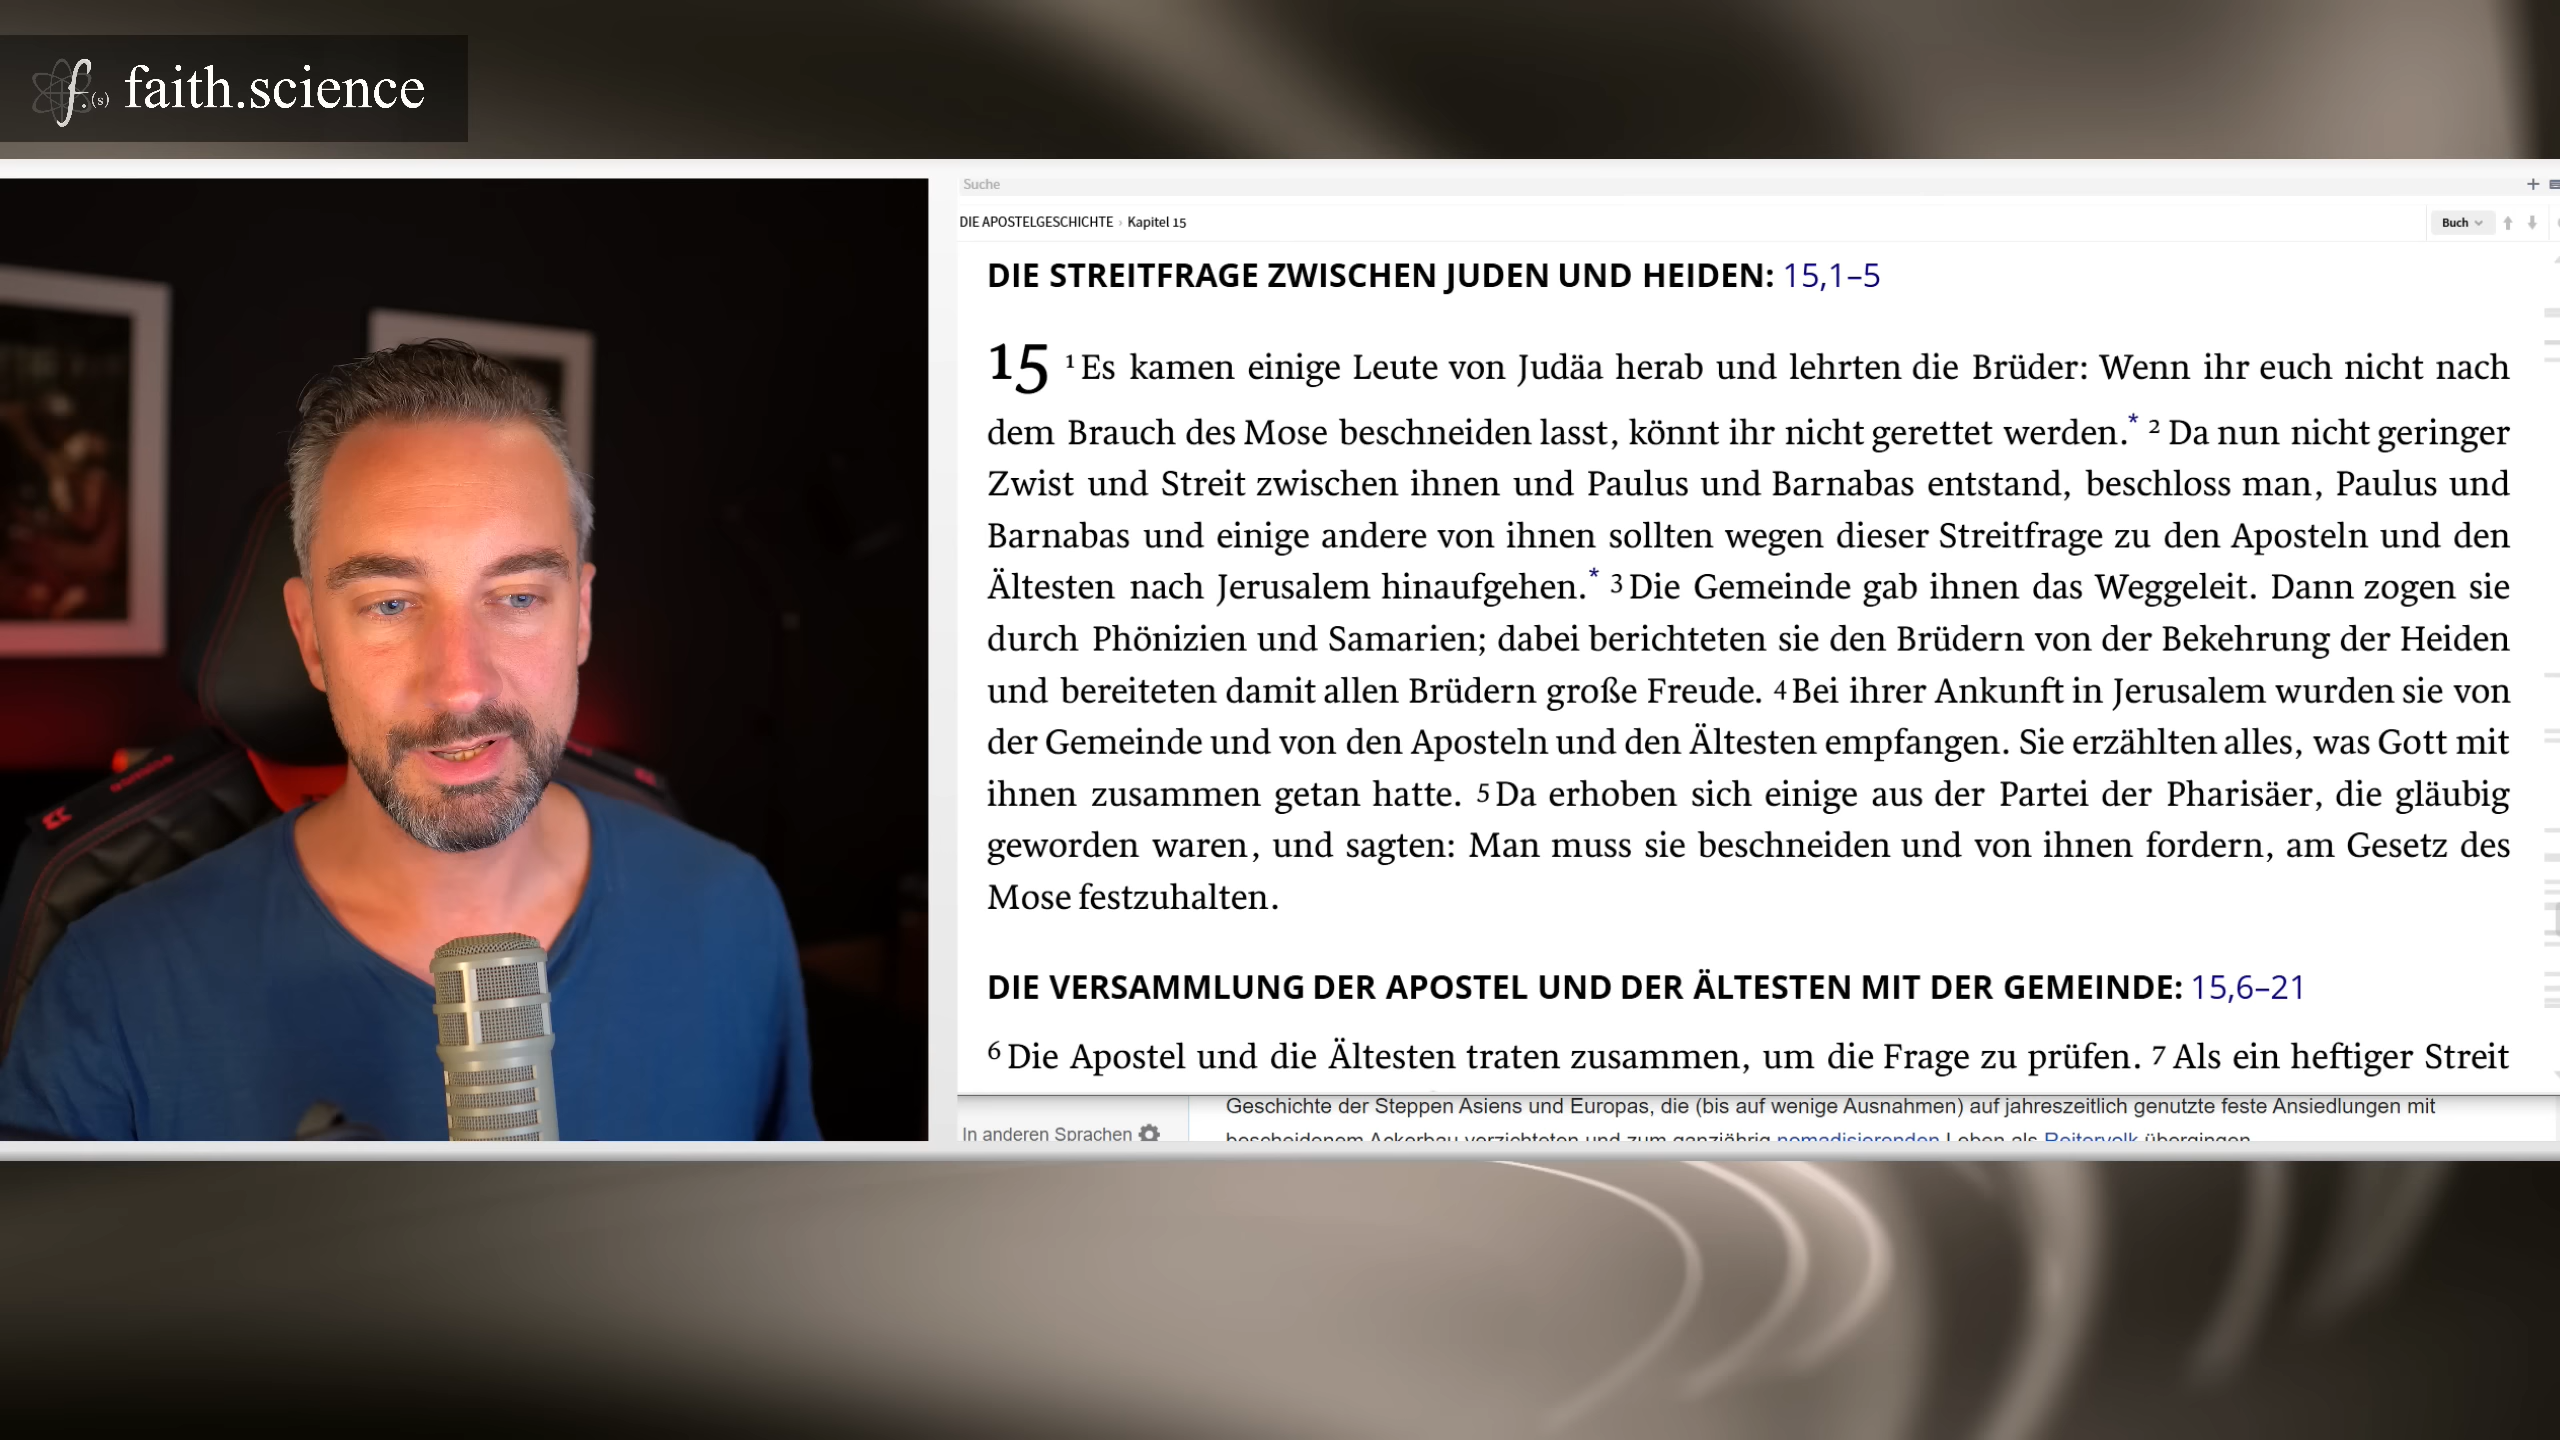 f.(s) faith.science
Suche
DIE APOSTELGESCHICHTE › Kapitel 15
Buch
DIE STREITFRAGE ZWISCHEN JUDEN UND HEIDEN: 15,1–5
15 1 Es kamen einige Leute von Judäa herab und lehrten die Brüder: Wenn ihr euch nicht nach
dem Brauch des Mose beschneiden lasst, könnt ihr nicht gerettet werden.* 2 Da nun nicht geringer
Zwist und Streit zwischen ihnen und Paulus und Barnabas entstand, beschloss man, Paulus und
Barnabas und einige andere von ihnen sollten wegen dieser Streitfrage zu den Aposteln und den
Ältesten nach Jerusalem hinaufgehen.* 3 Die Gemeinde gab ihnen das Weggeleit. Dann zogen sie
durch Phönizien und Samarien; dabei berichteten sie den Brüdern von der Bekehrung der Heiden
und bereiteten damit allen Brüdern große Freude. 4 Bei ihrer Ankunft in Jerusalem wurden sie von
der Gemeinde und von den Aposteln und den Ältesten empfangen. Sie erzählten alles, was Gott mit
ihnen zusammen getan hatte. 5 Da erhoben sich einige aus der Partei der Pharisäer, die gläubig
geworden waren, und sagten: Man muss sie beschneiden und von ihnen fordern, am Gesetz des
Mose festzuhalten.
DIE VERSAMMLUNG DER APOSTEL UND DER ÄLTESTEN MIT DER GEMEINDE: 15,6–21
6 Die Apostel und die Ältesten traten zusammen, um die Frage zu prüfen. 7 Als ein heftiger Streit
Geschichte der Steppen Asiens und Europas, die (bis auf wenige Ausnahmen) auf jahreszeitlich genutzte feste Ansiedlungen mit
In anderen Sprachen
bescheidenem Ackerbau verzichteten und zum ganzjährig nomadisierenden Leben als Reitervolk übergingen